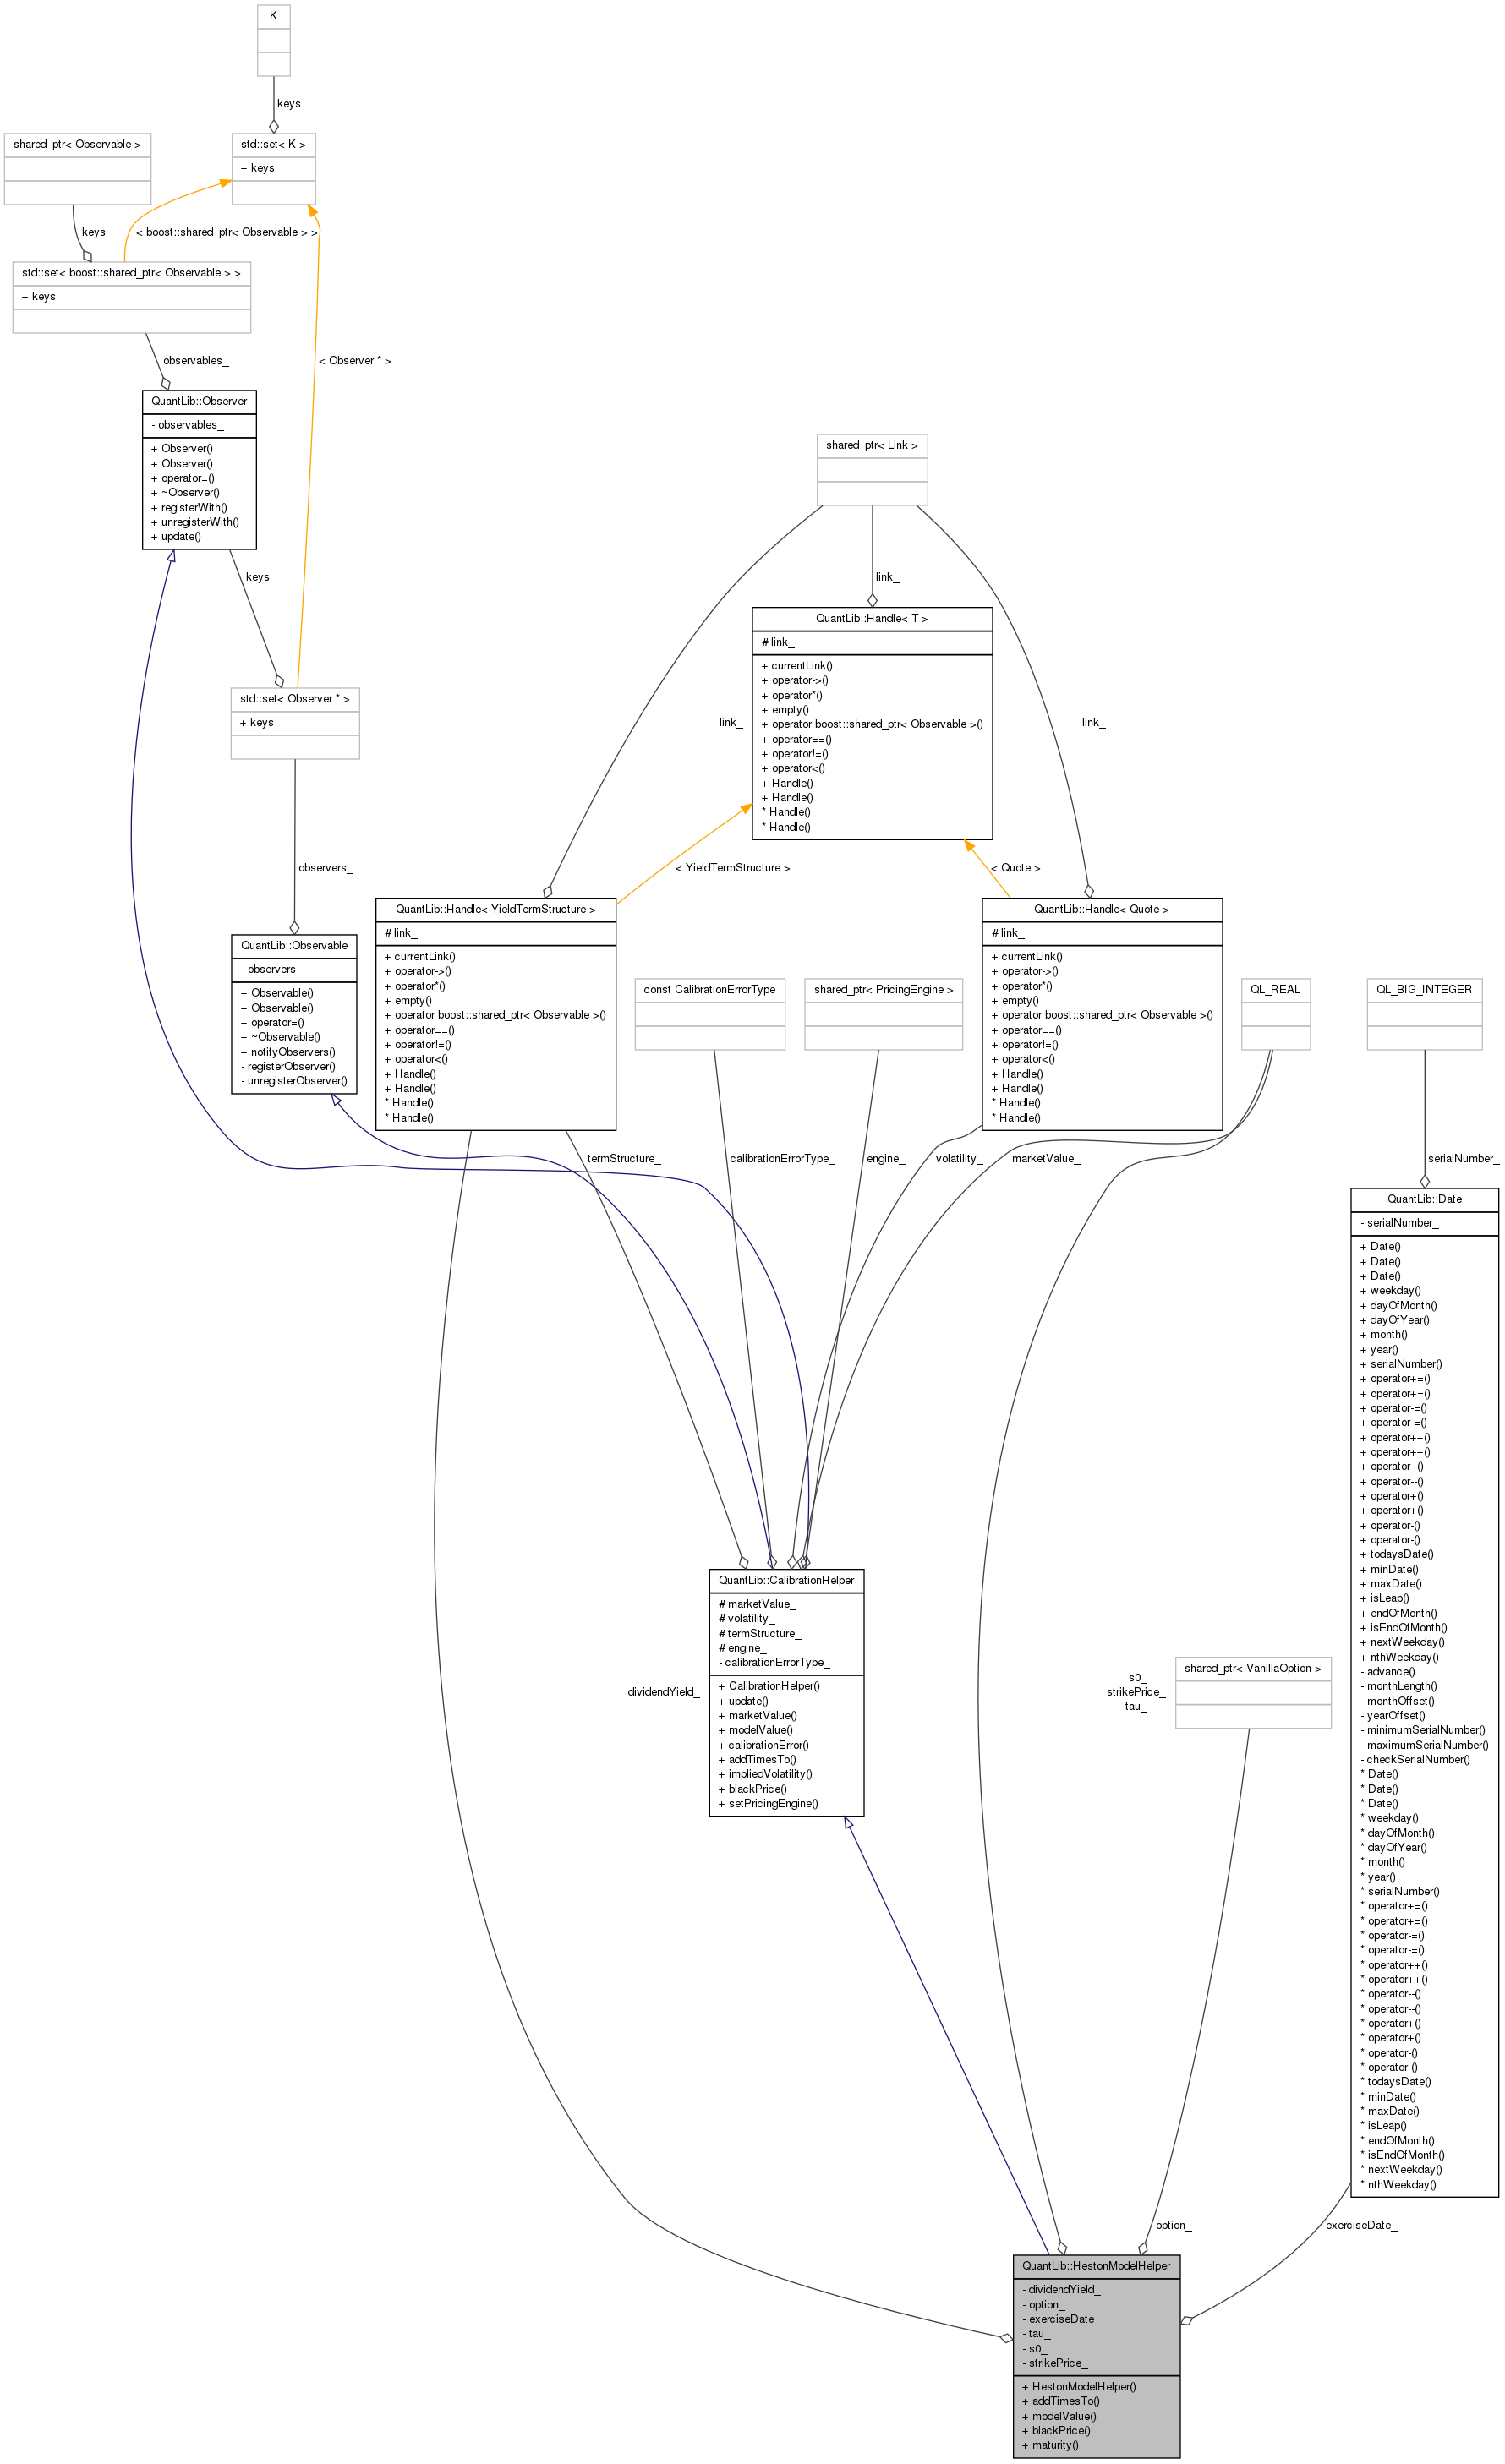 K
keys
shared_ptr< Observable >
std::set< K >
+ keys
keys
< boost::shared_ptr< Observable > >
std::set< boost::shared_ptr< Observable > >
+ keys
observables_
< Observer * >
QuantLib::Observer
- observables_
+ Observer()
+ Observer()
+ operator=()
+ ~Observer()
+ registerWith()
+ unregisterWith()
+ update()
shared_ptr< Link >
keys
link_
QuantLib::Handle< T >
# link_
+ currentLink()
+ operator->()
+ operator*()
+ empty()
+ operator boost::shared_ptr< Observable >()
+ operator==()
+ operator!=()
+ operator<()
+ Handle()
+ Handle()
* Handle()
* Handle()
std::set< Observer * >
+ keys
link_
link_
observers_
< YieldTermStructure >
< Quote >
QuantLib::Observable
- observers_
+ Observable()
+ Observable()
+ operator=()
+ ~Observable()
+ notifyObservers()
- registerObserver()
- unregisterObserver()
QuantLib::Handle< YieldTermStructure >
# link_
+ currentLink()
+ operator->()
+ operator*()
+ empty()
+ operator boost::shared_ptr< Observable >()
+ operator==()
+ operator!=()
+ operator<()
+ Handle()
+ Handle()
* Handle()
* Handle()
const CalibrationErrorType
shared_ptr< PricingEngine >
QuantLib::Handle< Quote >
# link_
+ currentLink()
+ operator->()
+ operator*()
+ empty()
+ operator boost::shared_ptr< Observable >()
+ operator==()
+ operator!=()
+ operator<()
+ Handle()
+ Handle()
* Handle()
* Handle()
QL_REAL
QL_BIG_INTEGER
termStructure_
calibrationErrorType_
engine_
volatility_
marketValue_
serialNumber_
QuantLib::Date
- serialNumber_
+ Date()
+ Date()
+ Date()
+ weekday()
+ dayOfMonth()
+ dayOfYear()
+ month()
+ year()
+ serialNumber()
+ operator+=()
+ operator+=()
+ operator-=()
+ operator-=()
+ operator++()
+ operator++()
+ operator--()
+ operator--()
+ operator+()
+ operator+()
+ operator-()
+ operator-()
+ todaysDate()
+ minDate()
+ maxDate()
+ isLeap()
+ endOfMonth()
+ isEndOfMonth()
+ nextWeekday()
+ nthWeekday()
- advance()
- monthLength()
- monthOffset()
- yearOffset()
- minimumSerialNumber()
- maximumSerialNumber()
- checkSerialNumber()
* Date()
* Date()
* Date()
* weekday()
* dayOfMonth()
* dayOfYear()
* month()
* year()
* serialNumber()
* operator+=()
* operator+=()
* operator-=()
* operator-=()
* operator++()
* operator++()
* operator--()
* operator--()
* operator+()
* operator+()
* operator-()
* operator-()
* todaysDate()
* minDate()
* maxDate()
* isLeap()
* endOfMonth()
* isEndOfMonth()
* nextWeekday()
* nthWeekday()
QuantLib::CalibrationHelper
# marketValue_
# volatility_
# termStructure_
# engine_
- calibrationErrorType_
+ CalibrationHelper()
+ update()
+ marketValue()
+ modelValue()
+ calibrationError()
+ addTimesTo()
+ impliedVolatility()
+ blackPrice()
+ setPricingEngine()
dividendYield_
s0_
strikePrice_
tau_
shared_ptr< VanillaOption >
option_
exerciseDate_
QuantLib::HestonModelHelper
- dividendYield_
- option_
- exerciseDate_
- tau_
- s0_
- strikePrice_
+ HestonModelHelper()
+ addTimesTo()
+ modelValue()
+ blackPrice()
+ maturity()